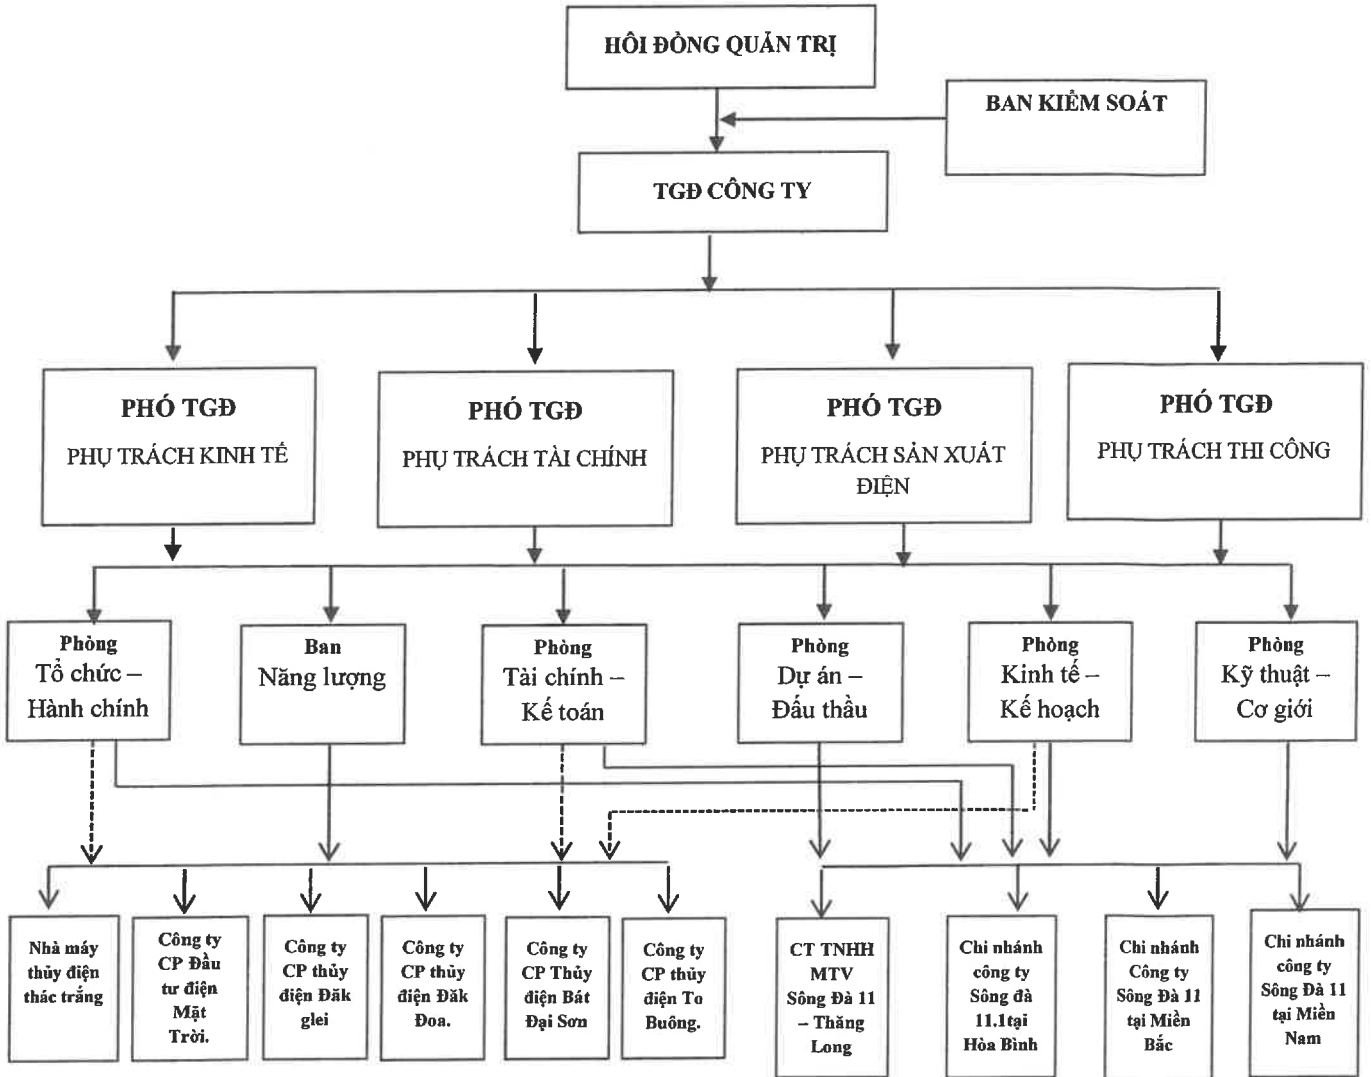 HÔI ĐỒNG QUẢN TRỊ
BAN KIỂM SOÁT
TGĐ CÔNG TY
PHÓ TGĐ
PHỤ TRÁCH KINH TẾ
PHÓ TGĐ
PHỤ TRÁCH TÀI CHÍNH
PHÓ TGĐ
PHỤ TRÁCH SẢN XUẤT
ĐIỆN
PHÓ TGĐ
PHỤ TRÁCH THI CÔNG
Phòng
Tổ chức –
Hành chính
Ban
Năng lượng
Phòng
Tài chính –
Kế toán
Phòng
Dự án –
Đấu thầu
Phòng
Kinh tế –
Kế hoạch
Phòng
Kỹ thuật –
Cơ giới
Nhà máy
thủy điện
thác trắng
Công ty
CP Đầu
tư điện
Mặt
Trời.
Công ty
CP thủy
điện Đăk
glei
Công ty
CP thủy
điện Đăk
Đoa.
Công ty
CP Thủy
điện Bát
Đại Sơn
Công ty
CP thủy
điện To
Buông.
CT TNHH
MTV
Sông Đà 11
– Thăng
Long
Chi nhánh
công ty
Sông đà
11.1tại
Hòa Bình
Chi nhánh
Công ty
Sông Đà 11
tại Miền
Bắc
Chi nhánh
công ty
Sông Đà 11
tại Miền
Nam